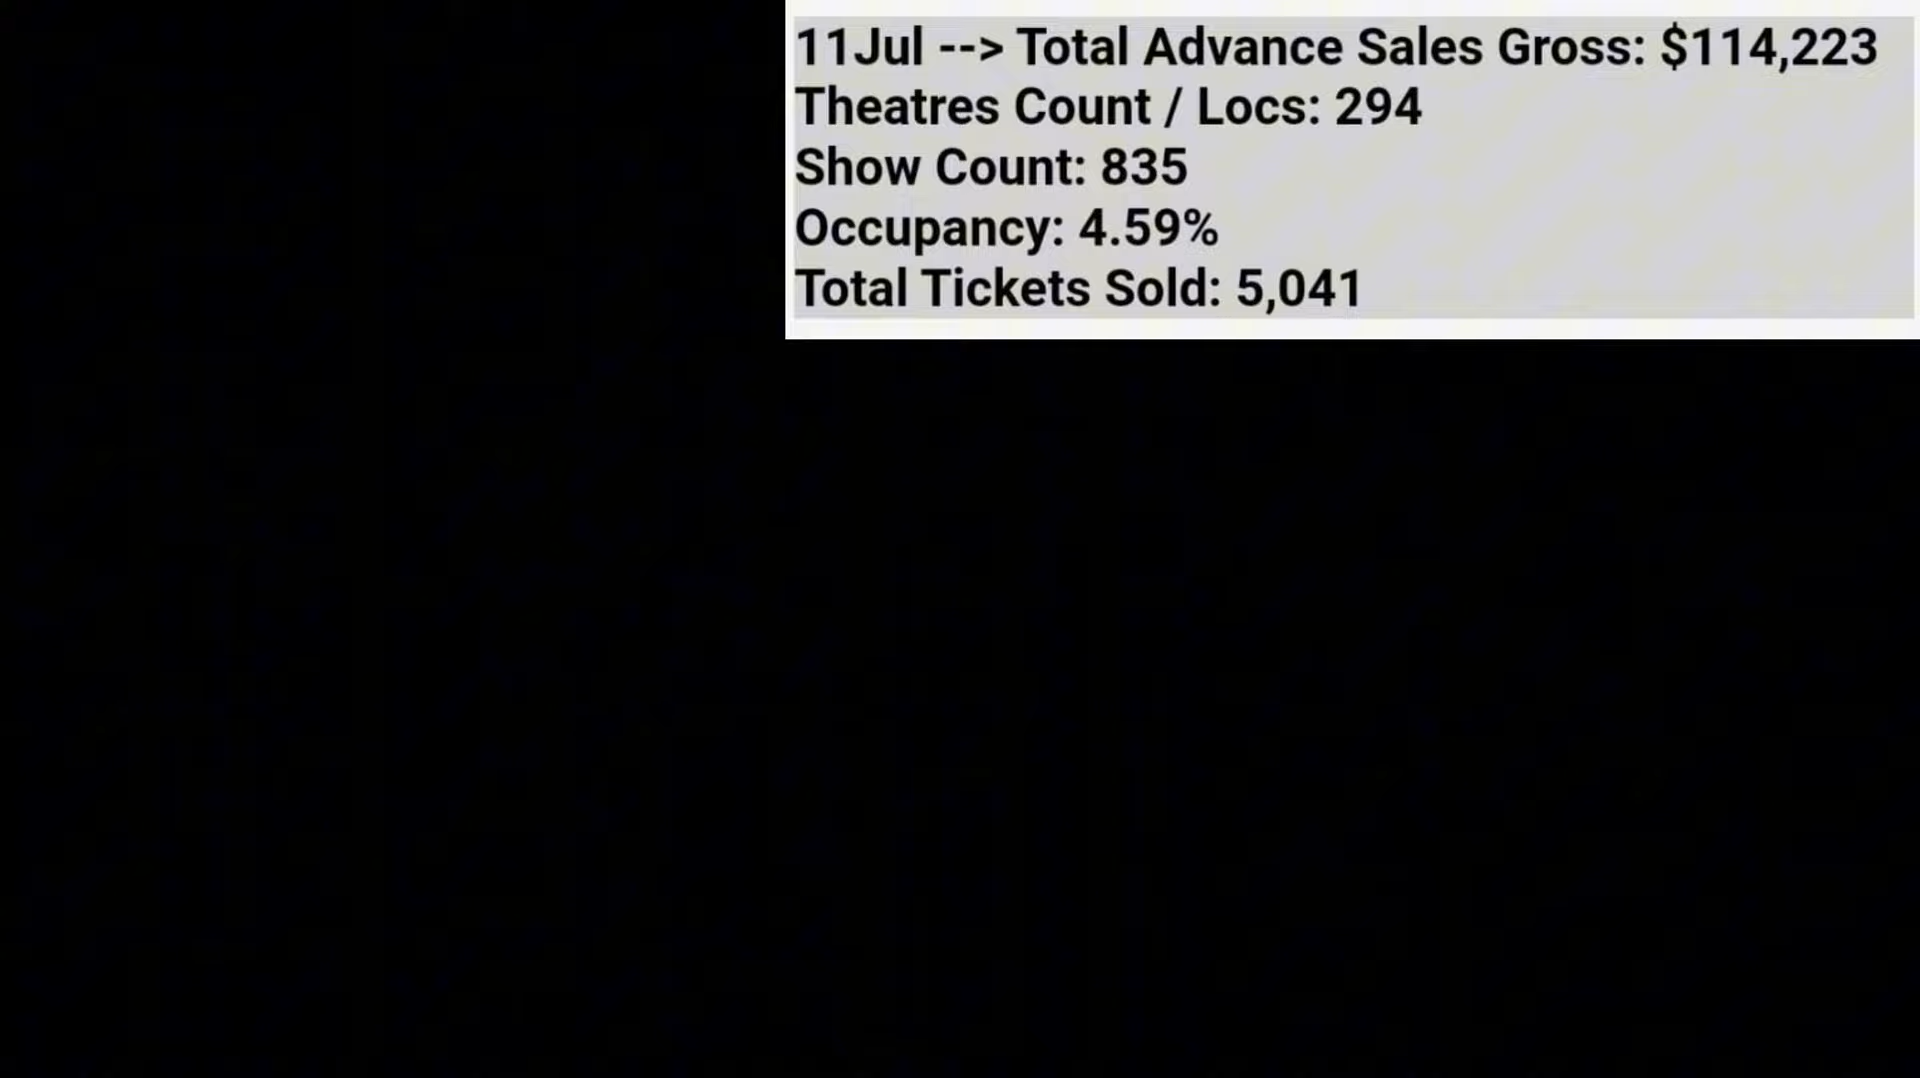 11Jul --> Total Advance Sales Gross: $114,223
Theatres Count / Locs: 294
Show Count: 835
Occupancy: 4.59%
Total Tickets Sold: 5,041